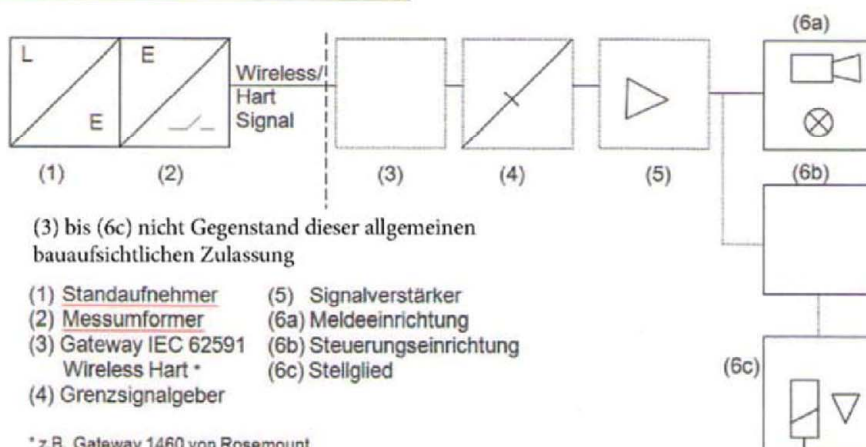 (6a)
L
E
E
Wireless/
Hart
Signal
(1)
(2)
(3)
(4)
(5)
(6b)
(3) bis (6c) nicht Gegenstand dieser allgemeinen
bauaufsichtlichen Zulassung
(1) Standaufnehmer
(2) Messumformer
(3) Gateway IEC 62591
Wireless Hart *
(4) Grenzsignalgeber
(5) Signalverstärker
(6a) Meldeeinrichtung
(6b) Steuerungseinrichtung
(6c) Stellglied
(6c)
* z.B. Gateway 1460 von Rosemount